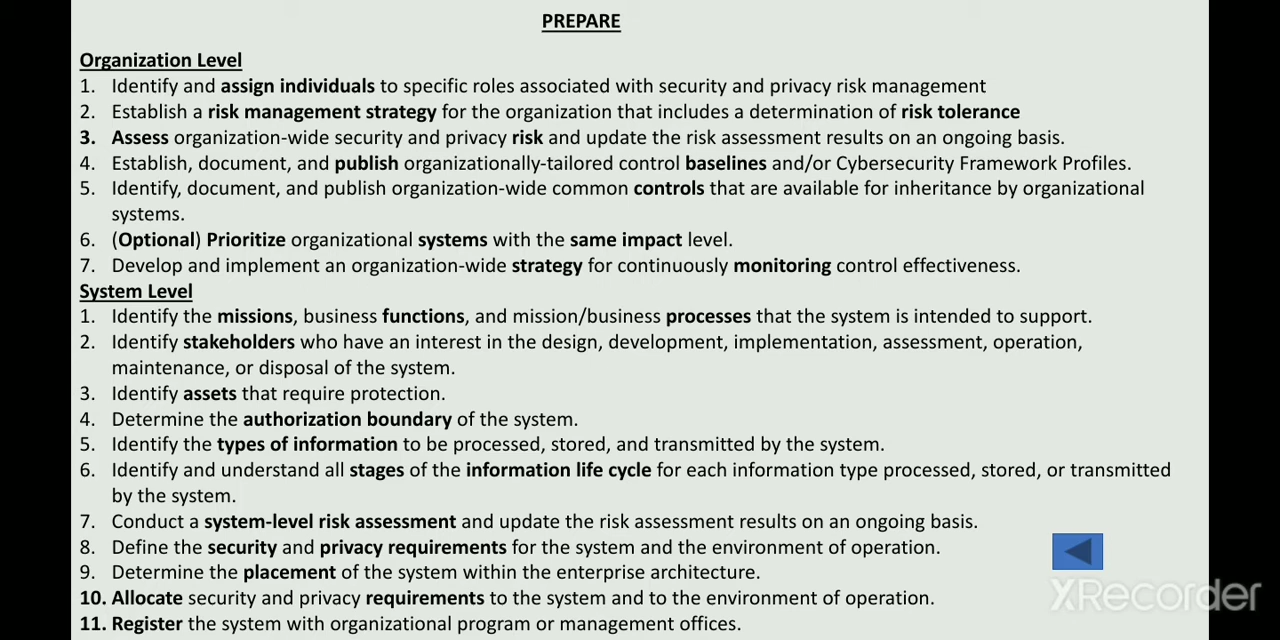 PREPARE
Organization Level
1. Identify and assign individuals to specific roles associated with security and privacy risk management
2. Establish a risk management strategy for the organization that includes a determination of risk tolerance
3. Assess organization-wide security and privacy risk and update the risk assessment results on an ongoing basis.
4. Establish, document, and publish organizationally-tailored control baselines and/or Cybersecurity Framework Profiles.
5. Identify, document, and publish organization-wide common controls that are available for inheritance by organizational
systems.
6. (Optional) Prioritize organizational systems with the same impact level.
7. Develop and implement an organization-wide strategy for continuously monitoring control effectiveness.
System Level
1. Identify the missions, business functions, and mission/business processes that the system is intended to support.
2. Identify stakeholders who have an interest in the design, development, implementation, assessment, operation,
maintenance, or disposal of the system.
3. Identify assets that require protection.
4. Determine the authorization boundary of the system.
5. Identify the types of information to be processed, stored, and transmitted by the system.
6. Identify and understand all stages of the information life cycle for each information type processed, stored, or transmitted
by the system.
7. Conduct a system-level risk assessment and update the risk assessment results on an ongoing basis.
8. Define the security and privacy requirements for the system and the environment of operation.
9. Determine the placement of the system within the enterprise architecture.
10. Allocate security and privacy requirements to the system and to the environment of operation.
11. Register the system with organizational program or management offices.
XRecorder